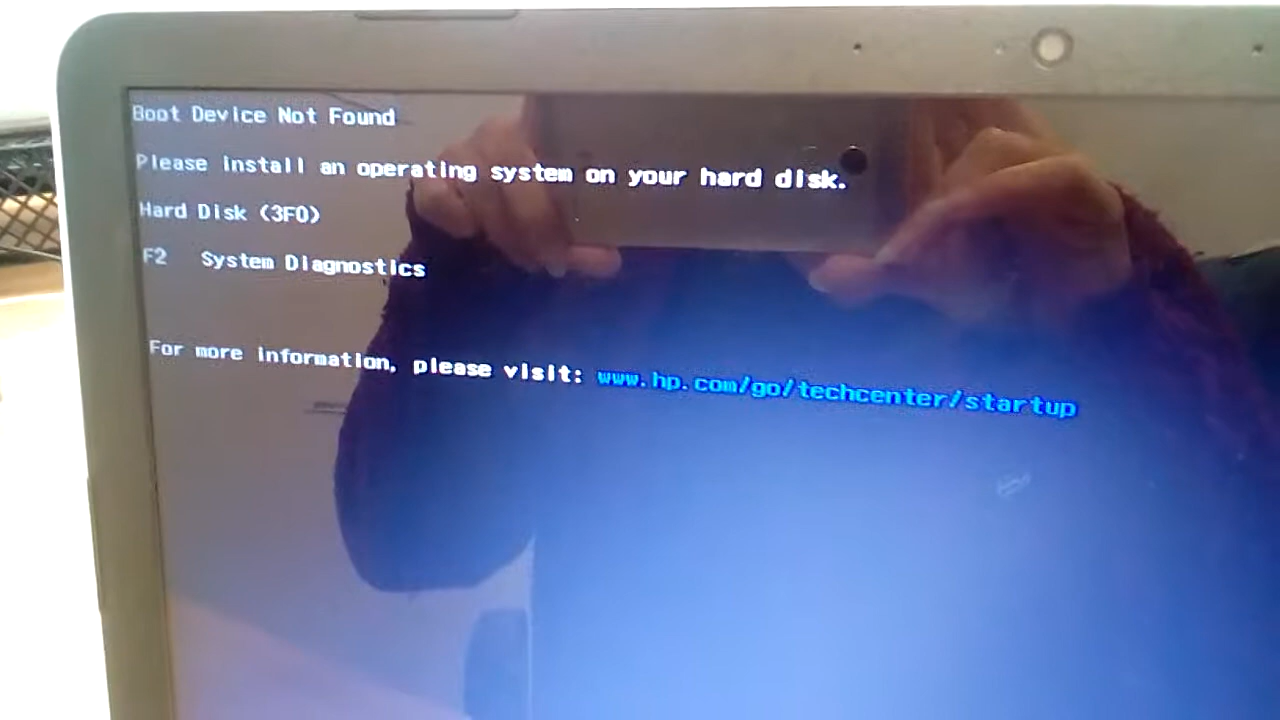 Boot Device Not Found
Please install an operating system on your hard disk.
Hard Disk (3F0)
F2 System Diagnostics
For more information, please visit: www.hp.com/go/techcenter/startup